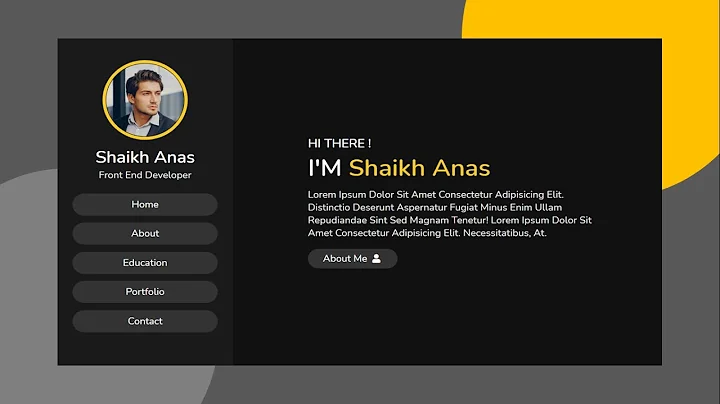 Shaikh Anas
Front End Developer
Home
About
Education
Portfolio
Contact
HI THERE !
I'M Shaikh Anas
Lorem Ipsum Dolor Sit Amet Consectetur Adipisicing Elit.
Distinctio Deserunt Aspernatur Fugiat Minus Enim Ullam
Repudiandae Sint Sed Magnam Tenetur! Lorem Ipsum Dolor Sit
Amet Consectetur Adipisicing Elit. Necessitatibus, At.
About Me